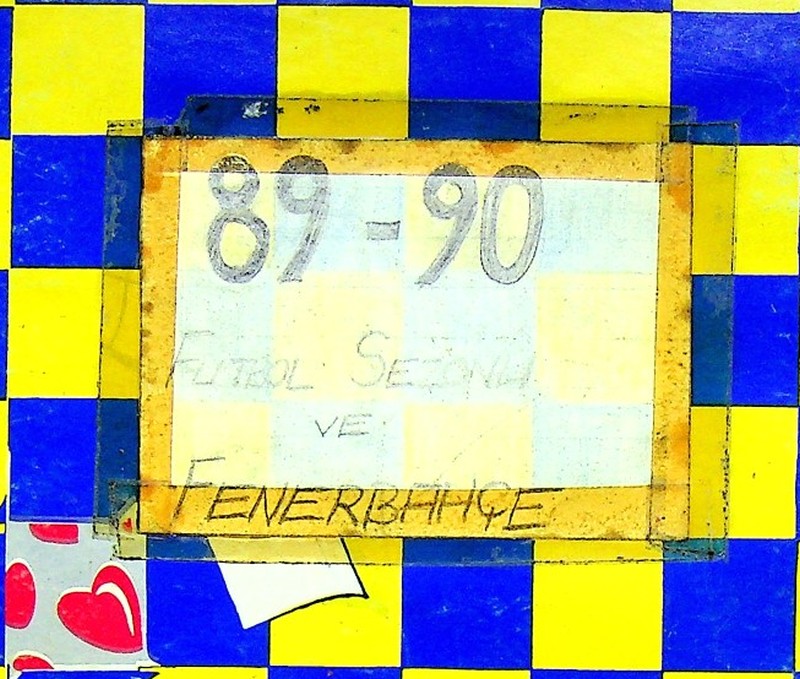 89-90
FUTBOL SEZONU
VE
FENERBAHÇE